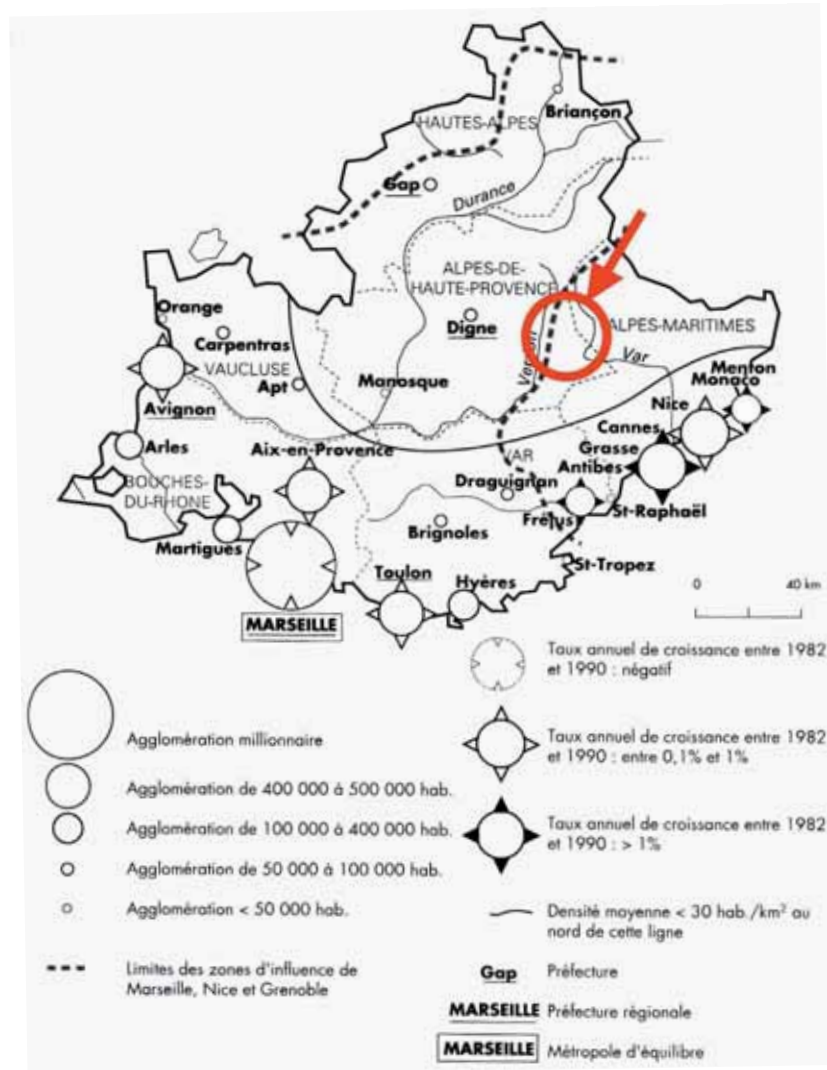 Briançon
HAUTES-ALPES
Gap
Durance
ALPES-DE-
HAUTE-PROVENCE
Digne
ALPES-MARITIMES
Orange
Carpentras
VAUCLUSE
Apt
Manosque
Verdon
Var
Menton
Monaco
Nice
Avignon
Cannes
Arles
Aix-en-Provence
Grasse
VAR
Antibes
BOUCHES-
DU-RHONE
Draguignan
Fréjus
St-Raphaël
Martigues
Brignoles
St-Tropez
Toulon
Hyères
0 40 km
MARSEILLE
Agglomération millionnaire
Agglomération de 400 000 à 500 000 hab.
Agglomération de 100 000 à 400 000 hab.
Agglomération de 50 000 à 100 000 hab.
Agglomération < 50 000 hab.
Limites des zones d'influence de
Marseille, Nice et Grenoble
Taux annuel de croissance entre 1982
et 1990 : négatif
Taux annuel de croissance entre 1982
et 1990 : entre 0,1% et 1%
Taux annuel de croissance entre 1982
et 1990 : > 1%
Densité moyenne < 30 hab./km² au
nord de cette ligne
Gap Préfecture
MARSEILLE Préfecture régionale
MARSEILLE Métropole d'équilibre